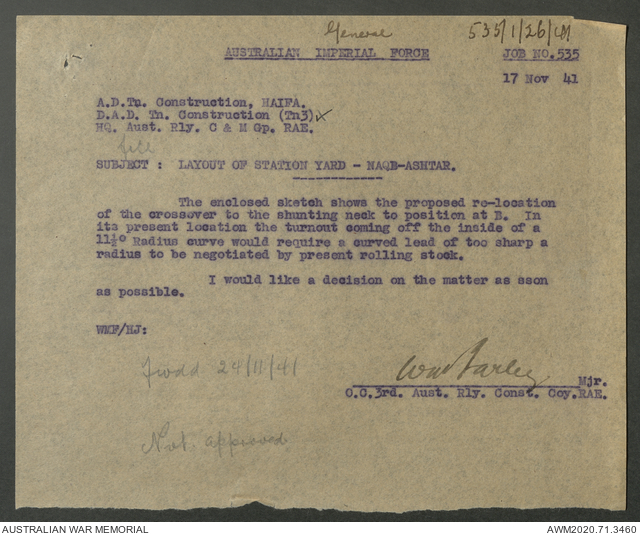 General 535/1/26/LM
AUSTRALIAN IMPERIAL FORCE JOB NO.535
17 Nov 41
A.D.Tn. Construction, HAIFA.
D.A.D. Tn. Construction (Tn3)
HQ. Aust. Rly. C & M Gp. RAE.
file
SUBJECT : LAYOUT OF STATION YARD - NAQB-ASHTAR.
The enclosed sketch shows the proposed re-location
of the crossover to the shunting neck to position at B. In
its present location the turnout coming off the inside of a
11½° Radius curve would require a curved lead of too sharp a
radius to be negotiated by present rolling stock.
I would like a decision on the matter as sson
as possible.
WMF/HJ:
Fwdd 24/11/41
WM Farley Mjr.
O.C.3rd. Aust. Rly. Const. Coy.RAE.
Not approved
AUSTRALIAN WAR MEMORIAL AWM2020.71.3460